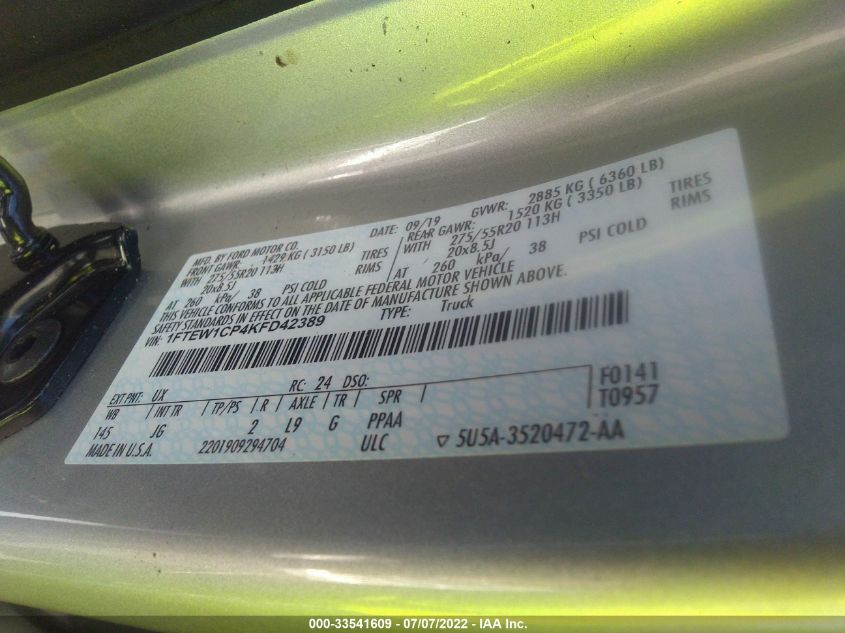 MFD. BY FORD MOTOR CO.
DATE: 09/19 GVWR: 2885 KG ( 6360 LB)
FRONT GAWR: 1429 KG ( 3150 LB) REAR GAWR: 1520 KG ( 3350 LB)
WITH 275/55R20 113H TIRES WITH 275/55R20 113H TIRES
20x8.5J RIMS 20x8.5J RIMS
AT 260 kPa/ 38 PSI COLD AT 260 kPa/ 38 PSI COLD
THIS VEHICLE CONFORMS TO ALL APPLICABLE FEDERAL MOTOR VEHICLE
SAFETY STANDARDS IN EFFECT ON THE DATE OF MANUFACTURE SHOWN ABOVE.
VIN: 1FTEW1CP4KFD42389 TYPE: Truck
EXT PNT: UX RC: 24 DSO: F0141
WB INT TR TP/PS R AXLE TR SPR T0957
145 JG 2 L9 G PPAA
MADE IN U.S.A. 2201909294704 ULC ▽ 5U5A-3520472-AA
000-33541609 - 07/07/2022 - IAA Inc.